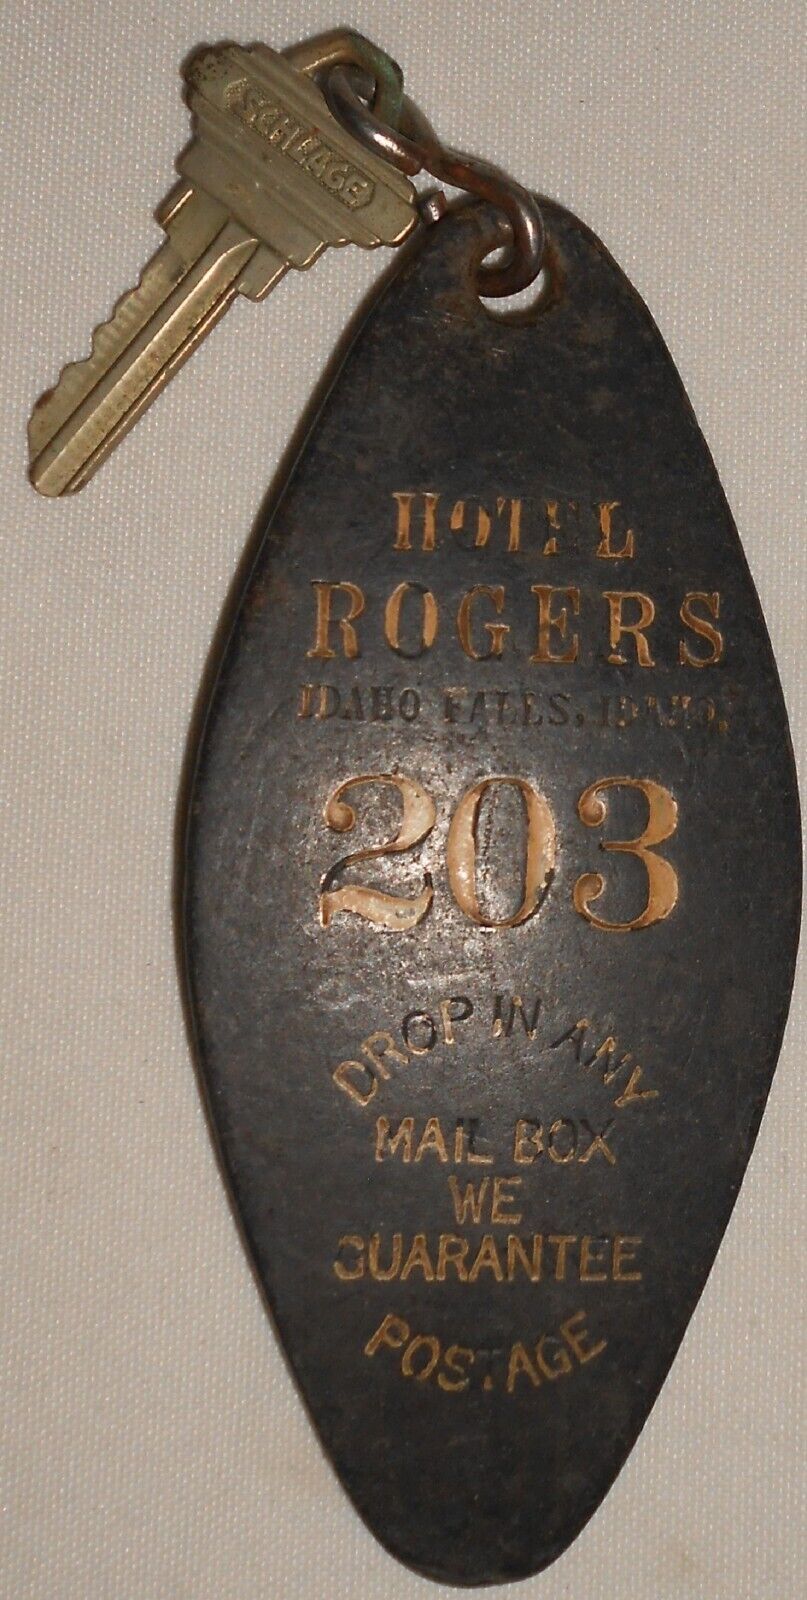 SCHLAGE
HOTEL
ROGERS
IDAHO FALLS, IDAHO.
203
DROP IN ANY
MAIL BOX
WE
GUARANTEE
POSTAGE